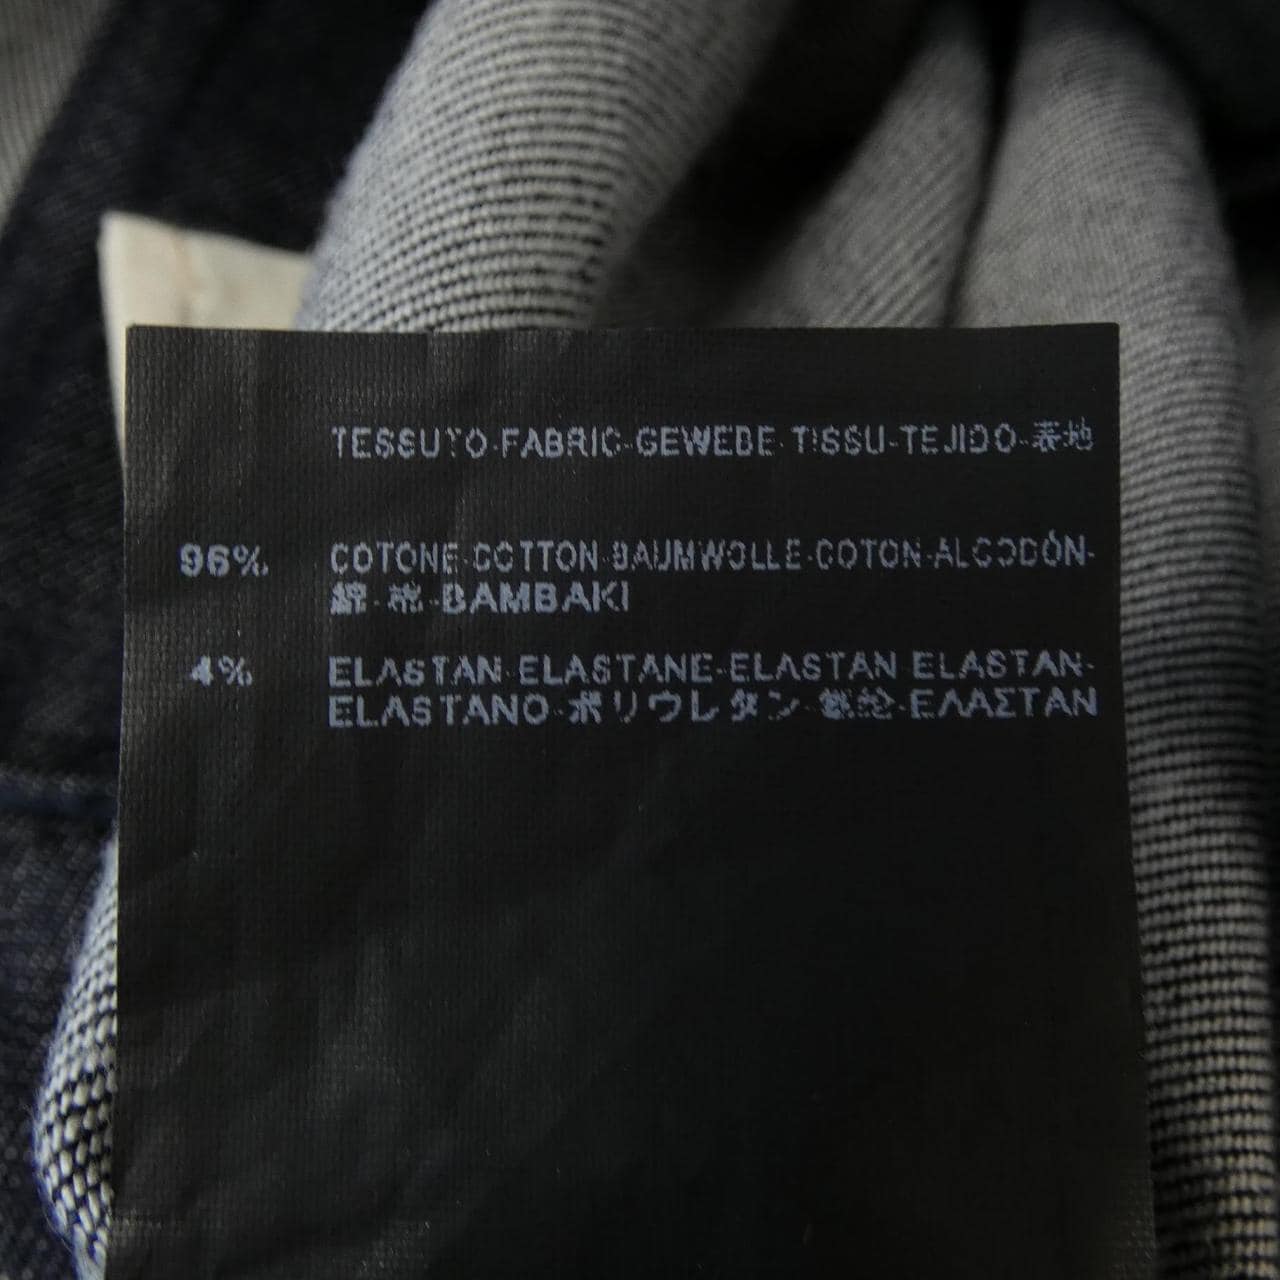 TESSUTO-FABRIC-GEWEBE-TISSU-TEJIDO-表地
96% COTONE-COTTON-BAUMWOLLE-COTON-ALGODÓN-
綿-棉-BAMBAKI
4% ELASTAN-ELASTANE-ELASTAN-ELASTAN-
ELASTANO-ポリウレタン-氨纶-ΕΛΑΣΤΑΝ